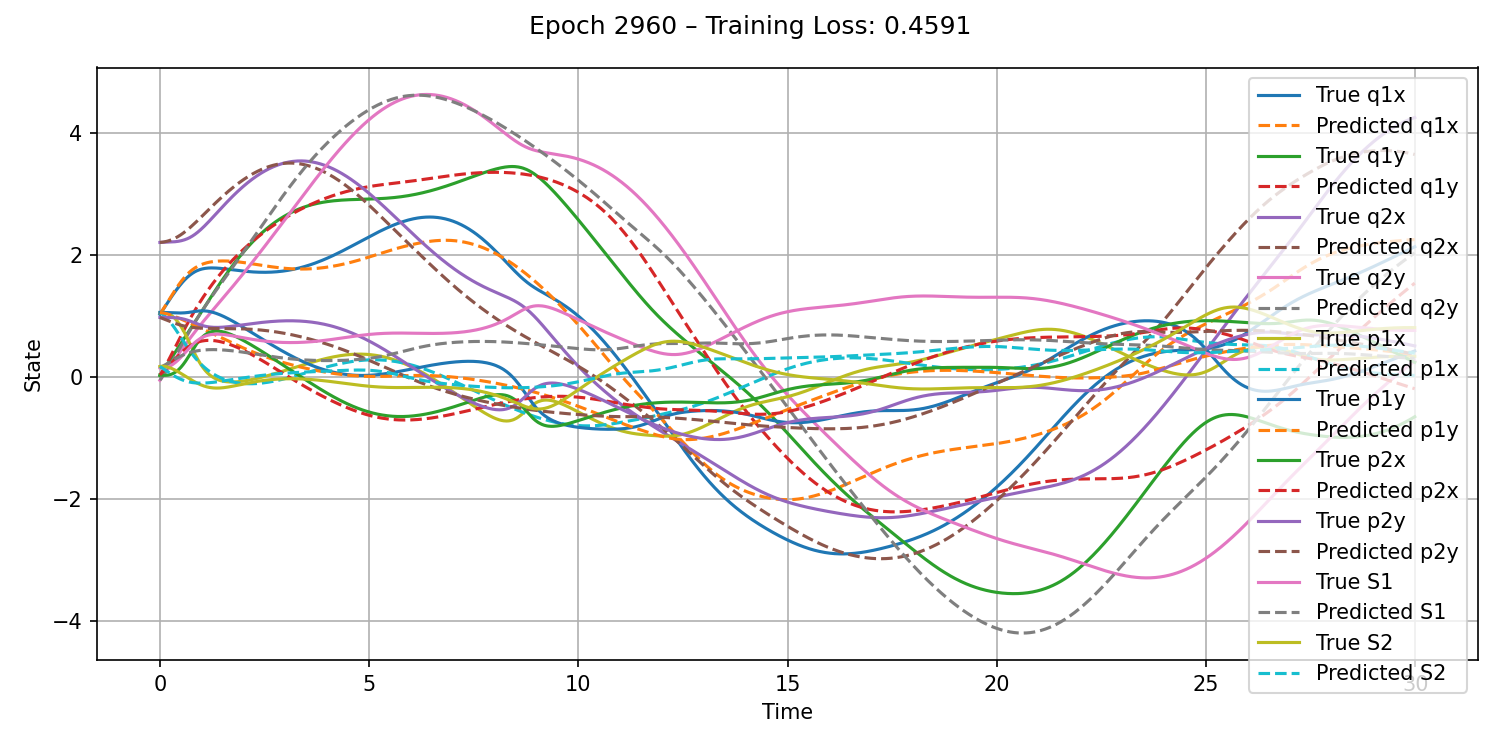 Epoch 2960 – Training Loss: 0.4591
State
4
2
0
−2
−4
0
5
10
15
20
25
30
Time
True q1x
Predicted q1x
True q1y
Predicted q1y
True q2x
Predicted q2x
True q2y
Predicted q2y
True p1x
Predicted p1x
True p1y
Predicted p1y
True p2x
Predicted p2x
True p2y
Predicted p2y
True S1
Predicted S1
True S2
Predicted S2